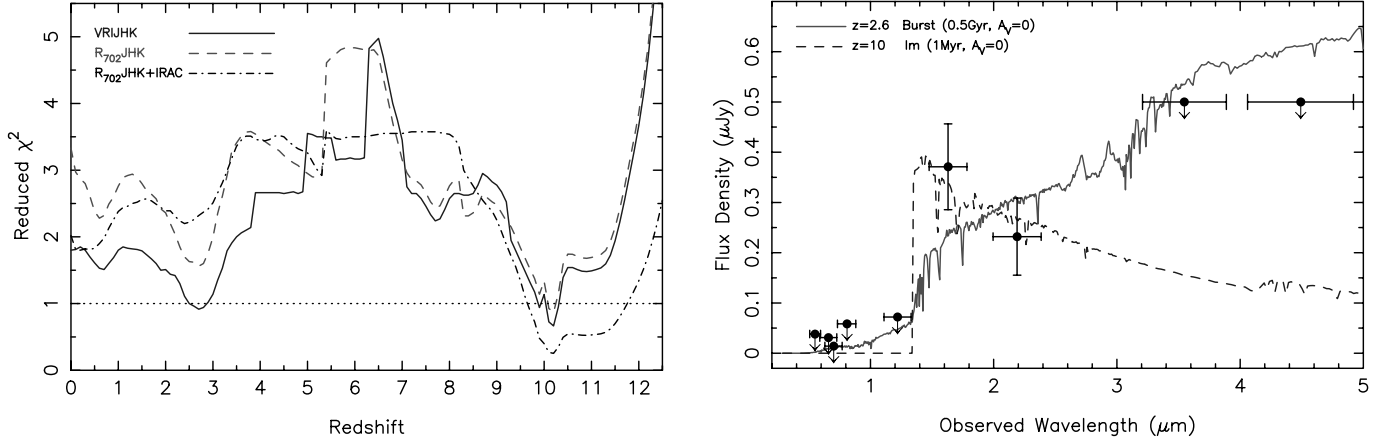 VRIJHK
R₇₀₂JHK
R₇₀₂JHK+IRAC
Reduced χ²
0 1 2 3 4 5
0 1 2 3 4 5 6 7 8 9 10 11 12
Redshift
z=2.6 Burst (0.5Gyr, A_V=0)
z=10 Im (1Myr, A_V=0)
Flux Density (μJy)
0 0.1 0.2 0.3 0.4 0.5 0.6
1 2 3 4 5
Observed Wavelength (μm)